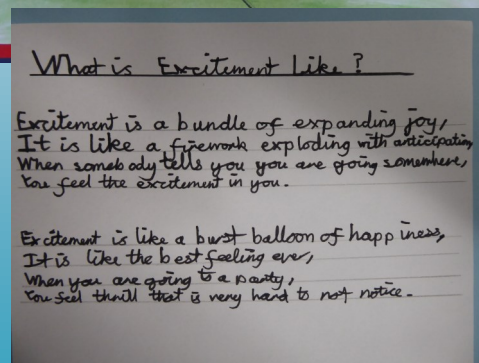 What is Excitement Like?
Excitement is a bundle of expanding joy,
It is like a firework exploding with anticipation
When somebody tells you you are going somewhere,
You feel the excitement in you.
Excitement is like a burst balloon of happiness,
It is like the best feeling ever,
When you are going to a party,
You feel thrill that is very hard to not notice.